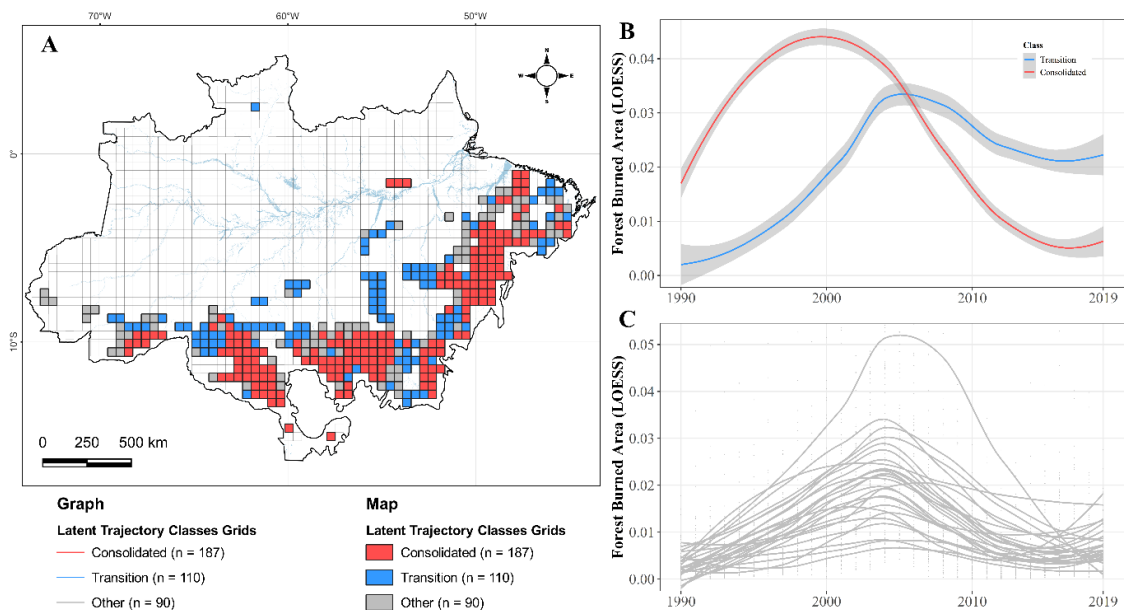 70°W
60°W
50°W
A
N
W
E
S
0°
10°S
0 250 500 km
Graph
Latent Trajectory Classes Grids
Consolidated (n = 187)
Transition (n = 110)
Other (n = 90)
Map
Latent Trajectory Classes Grids
Consolidated (n = 187)
Transition (n = 110)
Other (n = 90)
B
Forest Burned Area (LOESS)
0.04
0.03
0.02
0.01
0.00
1990
2000
2010
2019
Class
Transition
Consolidated
C
Forest Burned Area (LOESS)
0.05
0.04
0.03
0.02
0.01
0.00
1990
2000
2010
2019